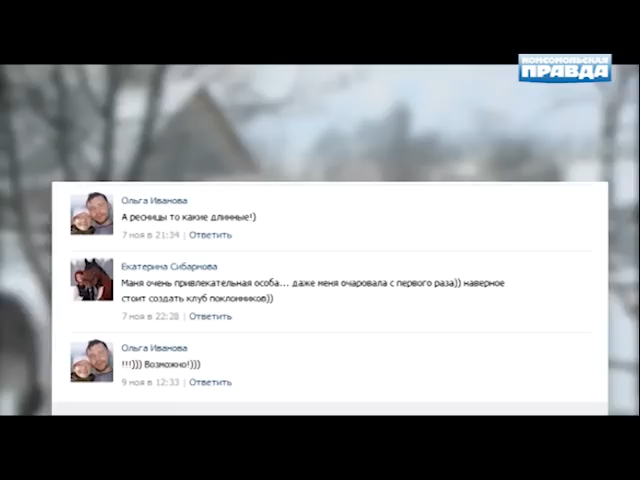 КОМСОМОЛЬСКАЯ
ПРАВДА
Ольга Иванова
А ресницы то какие длинные!)
7 ноя в 21:34 | Ответить
Екатерина Сибарнова
Маня очень привлекательная особа... даже меня очаровала с первого раза)) наверное
стоит создать клуб поклонников))
7 ноя в 22:28 | Ответить
Ольга Иванова
!!!))) Возможно!)))
9 ноя в 12:33 | Ответить